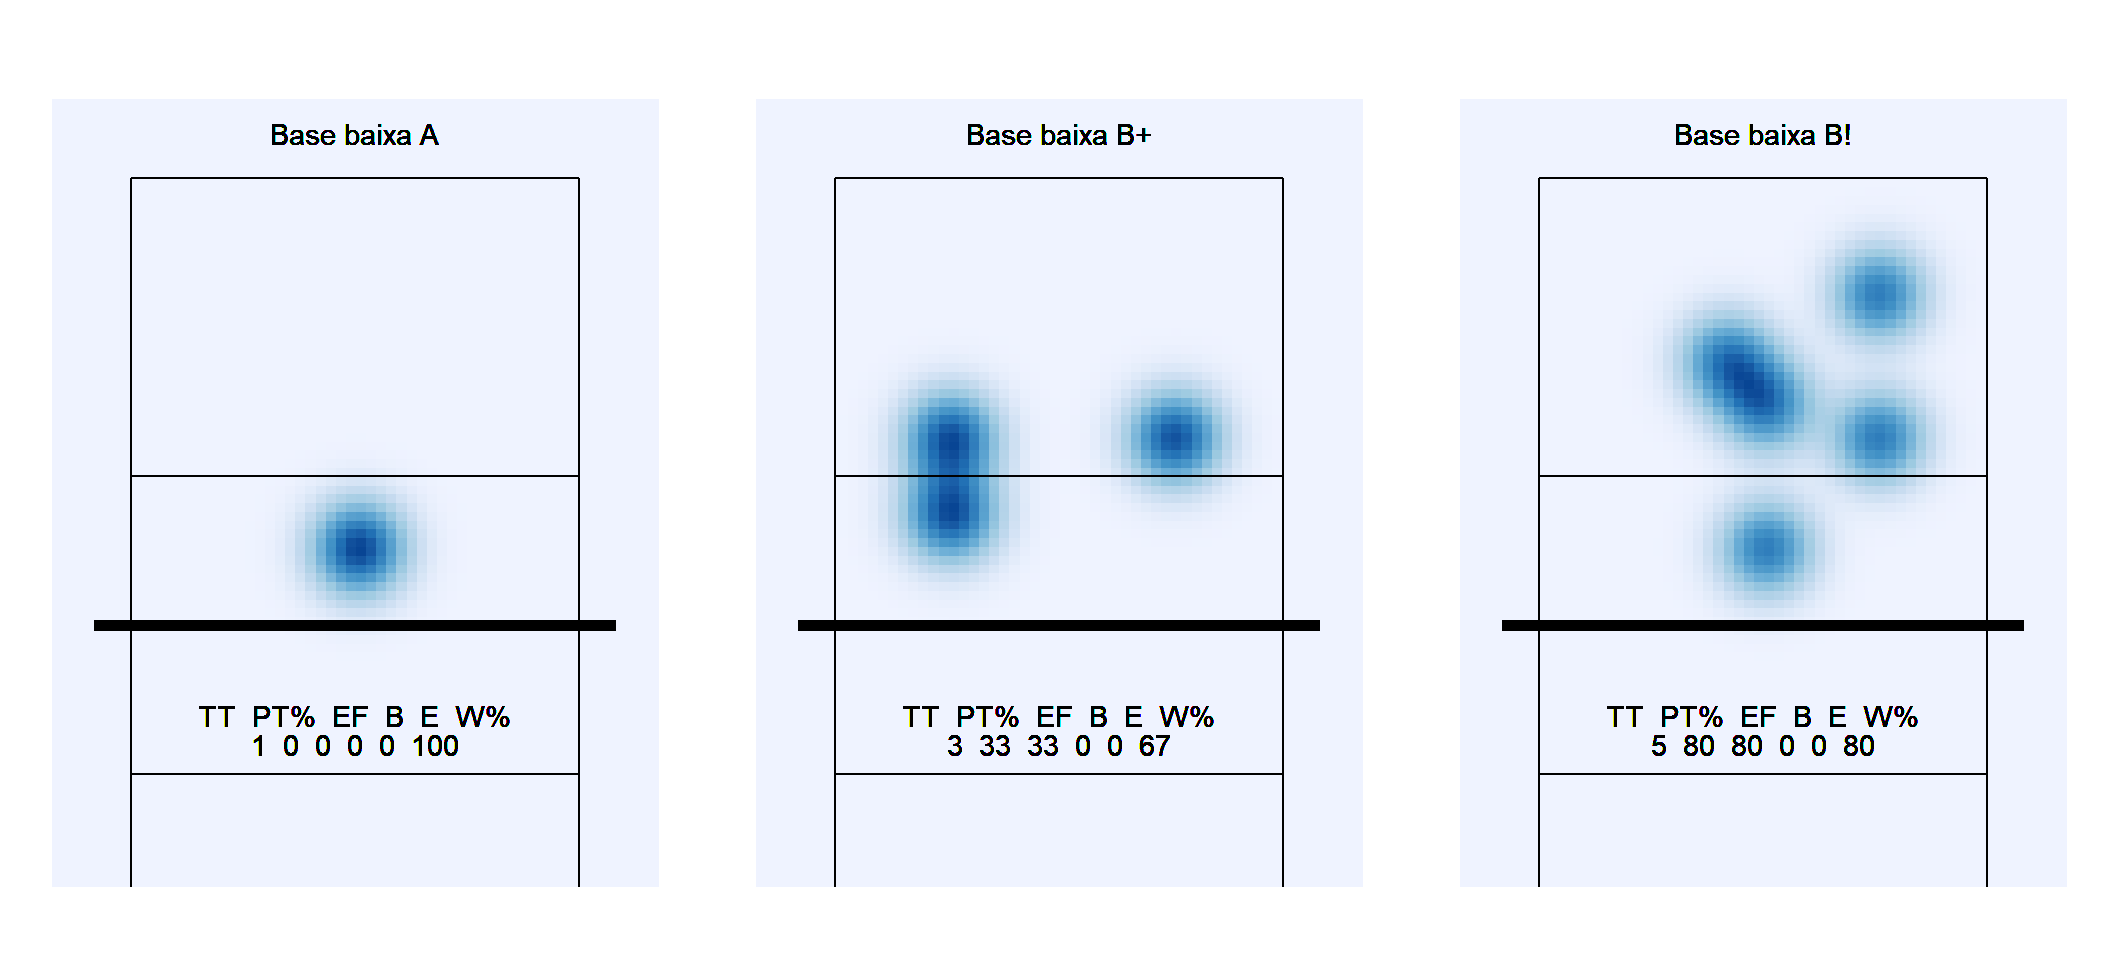 Base baixa A
TT PT% EF B E W%
1 0 0 0 0 100
Base baixa B+
TT PT% EF B E W%
3 33 33 0 0 67
Base baixa B!
TT PT% EF B E W%
5 80 80 0 0 80